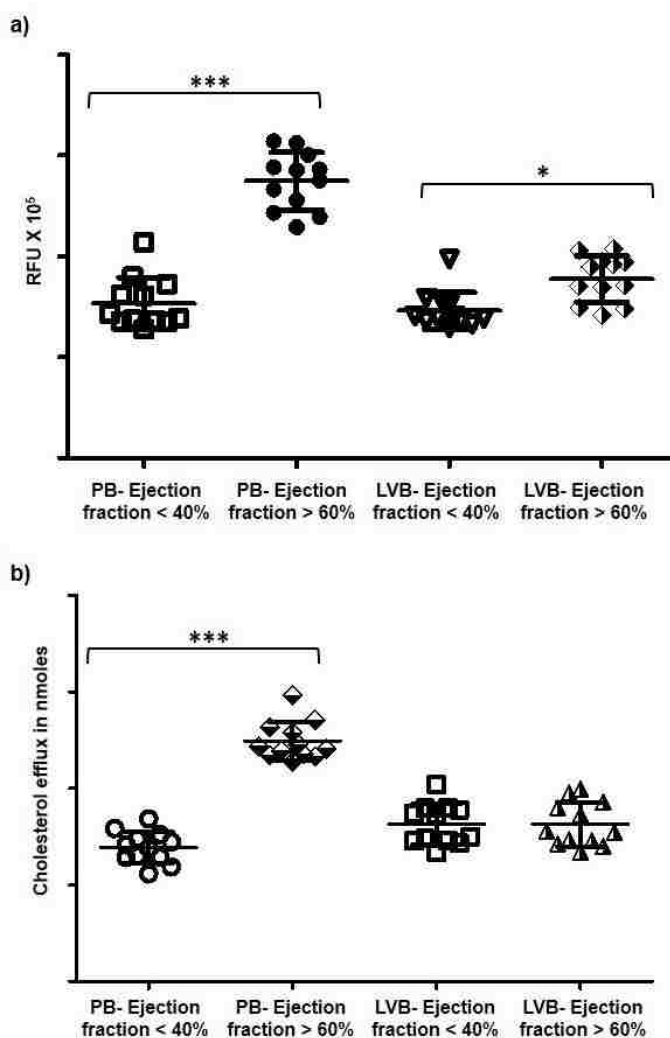 a)
***
*
RFU X 10⁵
PB- Ejection fraction < 40%
PB- Ejection fraction > 60%
LVB- Ejection fraction < 40%
LVB- Ejection fraction > 60%
b)
***
Cholesterol efflux in nmoles
PB- Ejection fraction < 40%
PB- Ejection fraction > 60%
LVB- Ejection fraction < 40%
LVB- Ejection fraction > 60%